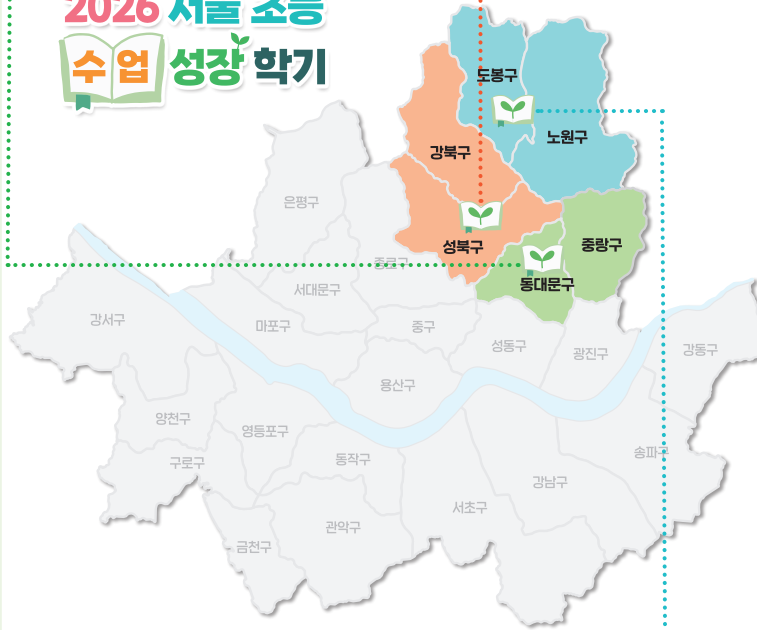 2026 서울 초등
수업 성장 학기
도봉구
노원구
강북구
은평구
성북구
중랑구
종로구
동대문구
서대문구
강서구
마포구
중구
성동구
광진구
강동구
용산구
양천구
영등포구
송파구
구로구
동작구
강남구
서초구
관악구
금천구